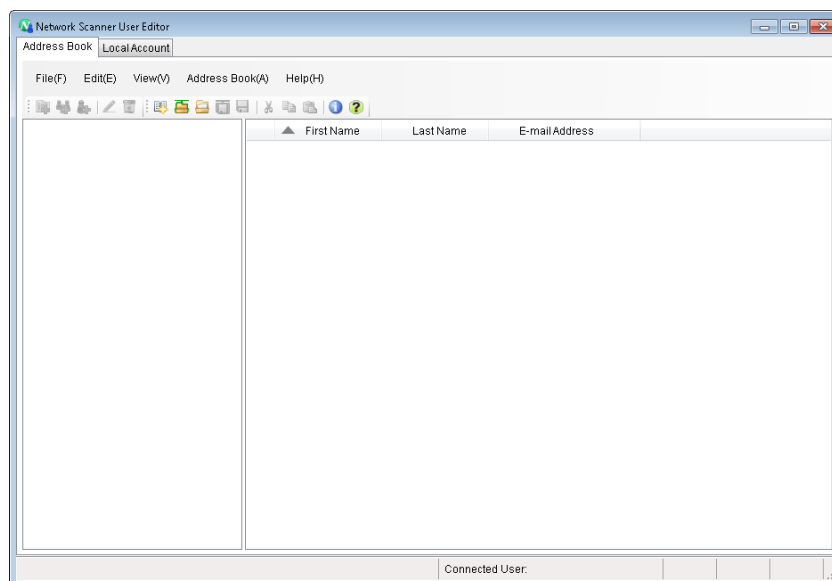 Network Scanner User Editor
Address Book Local Account
File(F) Edit(E) View(V) Address Book(A) Help(H)
First Name Last Name E-mail Address
Connected User: